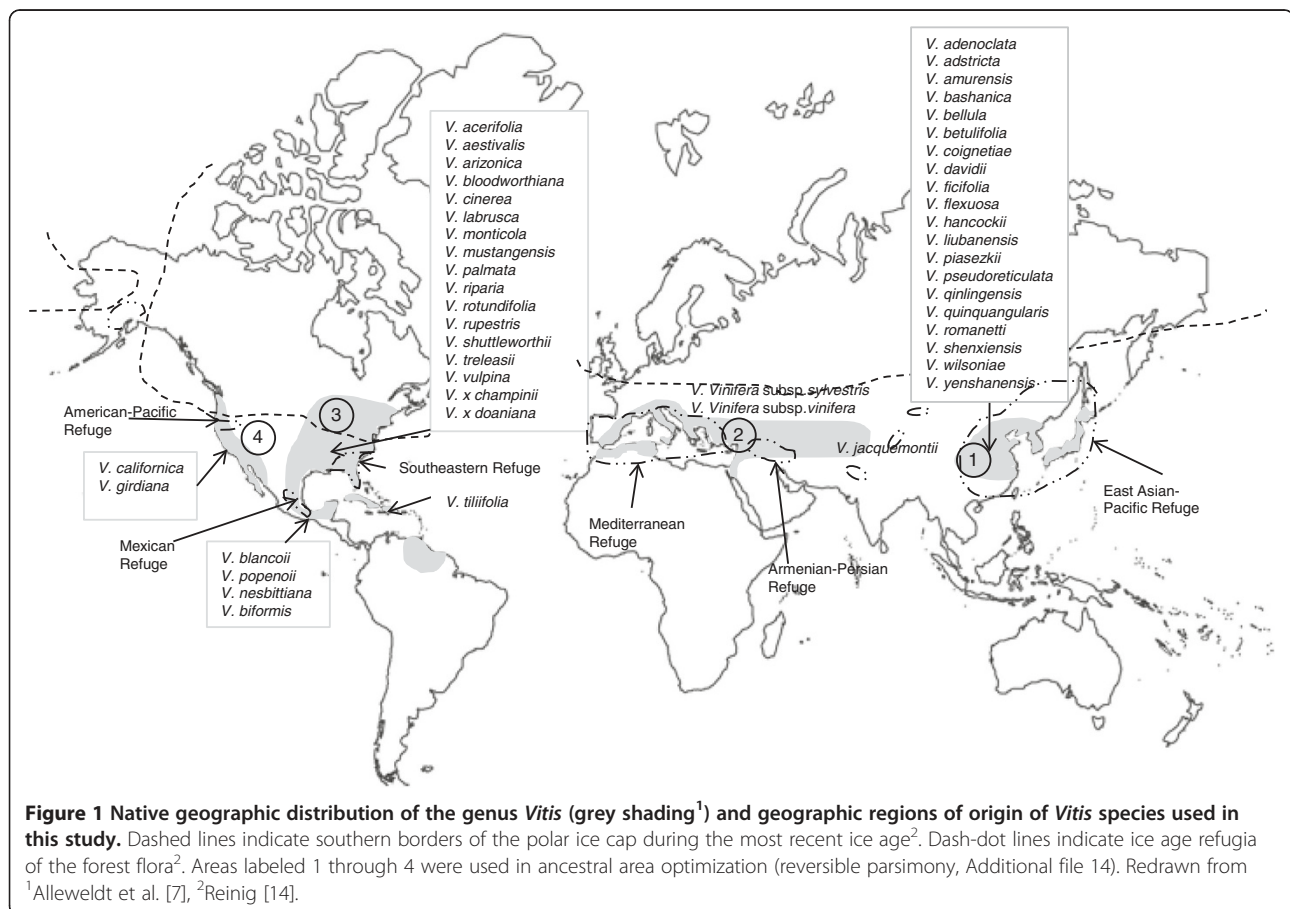 V. adenoclata
V. adstricta
V. amurensis
V. bashanica
V. bellula
V. betulifolia
V. coignetiae
V. davidii
V. ficifolia
V. flexuosa
V. hancockii
V. liubanensis
V. piasezkii
V. pseudoreticulata
V. qinlingensis
V. quinquangularis
V. romanetti
V. shenxiensis
V. wilsoniae
V. yenshanensis
V. acerifolia
V. aestivalis
V. arizonica
V. bloodworthiana
V. cinerea
V. labrusca
V. monticola
V. mustangensis
V. palmata
V. riparia
V. rotundifolia
V. rupestris
V. shuttleworthii
V. treleasii
V. vulpina
V. x champinii
V. x doaniana
V. Vinifera subsp. sylvestris
V. Vinifera subsp.vinifera
American-Pacific
Refuge
3
4
2
V. jacquemontii
1
V. californica
V. girdiana
Southeastern Refuge
V. tiliifolia
East Asian-
Pacific Refuge
Mediterranean
Refuge
Mexican
Refuge
Armenian-Persian
Refuge
V. blancoii
V. popenoii
V. nesbittiana
V. biformis
Figure 1 Native geographic distribution of the genus Vitis (grey shading1) and geographic regions of origin of Vitis species used in
this study. Dashed lines indicate southern borders of the polar ice cap during the most recent ice age2. Dash-dot lines indicate ice age refugia
of the forest flora2. Areas labeled 1 through 4 were used in ancestral area optimization (reversible parsimony, Additional file 14). Redrawn from
1Alleweldt et al. [7], 2Reinig [14].